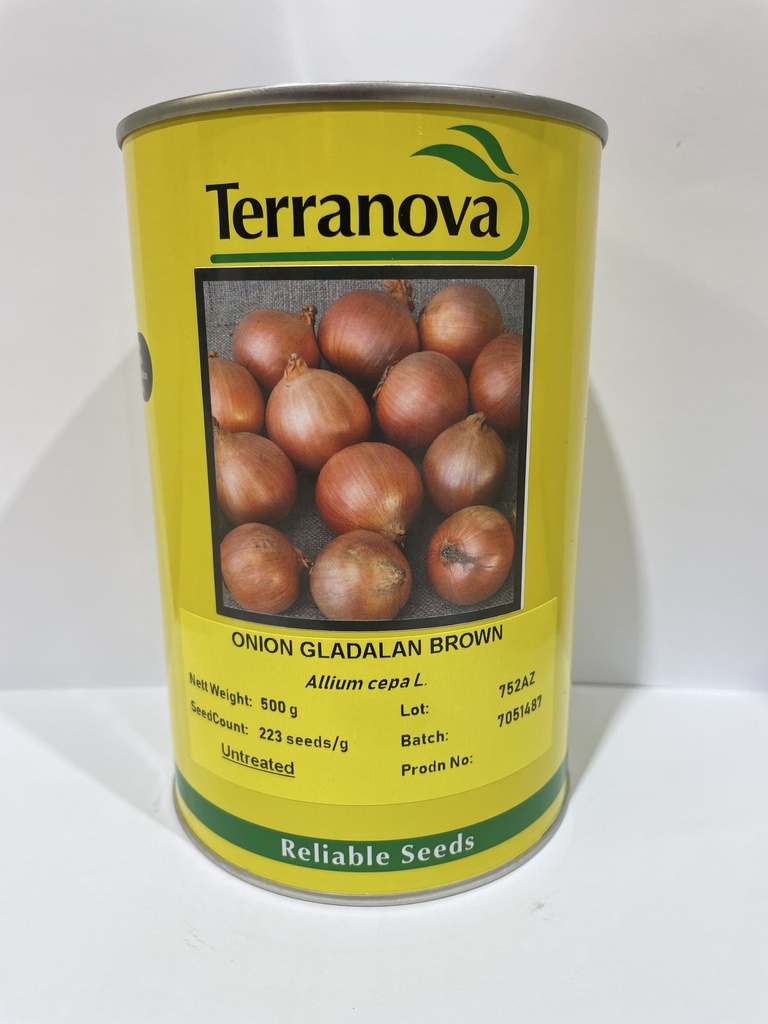 Terranova
ONION GLADALAN BROWN
Allium cepa L.
Nett Weight: 500 g
SeedCount: 223 seeds/g
Untreated
Lot: 752AZ
Batch: 7051487
Prodn No:
Reliable Seeds